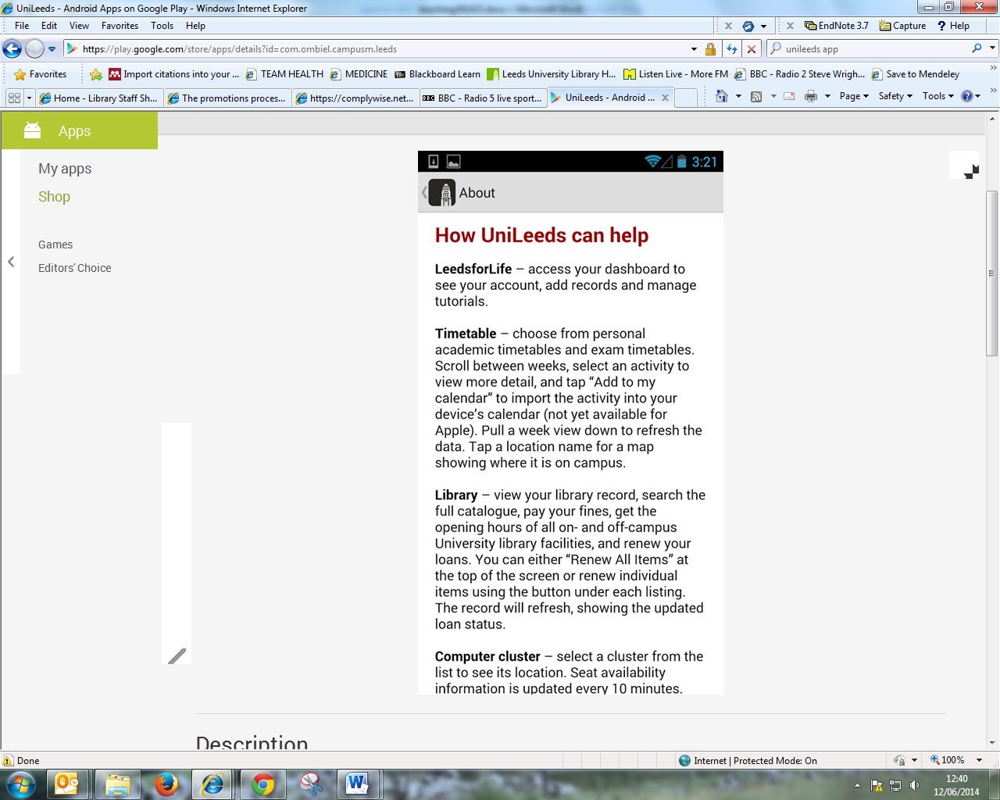 UniLeeds - Android Apps on Google Play - Windows Internet Explorer
File Edit View Favorites Tools Help
EndNote 3.7 Capture ? Help
https://play.google.com/store/apps/details?id=com.ombiel.campusm.leeds
unileeds app
Favorites
Import citations into your ... TEAM HEALTH MEDICINE Bb Blackboard Learn Leeds University Library H... Listen Live - More FM BBC - Radio 2 Steve Wrigh... Save to Mendeley
Home - Library Staff Sh... The promotions proces... https://complywise.net... BBC BBC - Radio 5 live sport... UniLeeds - Android ...
Page Safety Tools
Apps
My apps
Shop
Games
Editors' Choice
3:21
About
How UniLeeds can help
LeedsforLife – access your dashboard to
see your account, add records and manage
tutorials.
Timetable – choose from personal
academic timetables and exam timetables.
Scroll between weeks, select an activity to
view more detail, and tap “Add to my
calendar” to import the activity into your
device’s calendar (not yet available for
Apple). Pull a week view down to refresh the
data. Tap a location name for a map
showing where it is on campus.
Library – view your library record, search the
full catalogue, pay your fines, get the
opening hours of all on- and off-campus
University library facilities, and renew your
loans. You can either “Renew All Items” at
the top of the screen or renew individual
items using the button under each listing.
The record will refresh, showing the updated
loan status.
Computer cluster – select a cluster from the
list to see its location. Seat availability
information is updated every 10 minutes.
Description
Done
Internet | Protected Mode: On
100%
12:40
12/06/2014